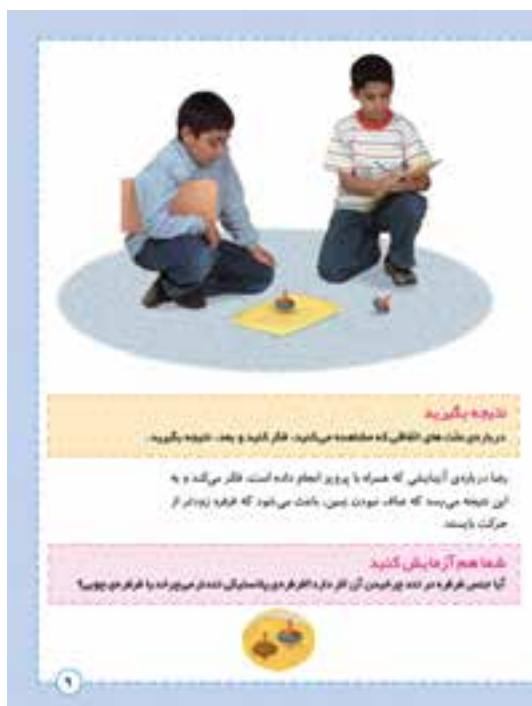 نتیجه بگیرید
درباره‌ی علّت‌های اتفاقی که مشاهده می‌کنید، فکر کنید و بعد، نتیجه بگیرید.
رضا درباره‌ی آزمایشی که همراه با پرویز انجام داده است، فکر می‌کند و به
این نتیجه می‌رسد که صاف نبودن زمین، باعث می‌شود که فرفره زودتر از
حرکت بایستد.
شما هم آزمایش کنید
آیا جنس فرفره در تند چرخیدن آن اثر دارد؟ فرفره‌ی پلاستیکی تندتر می‌چرخد یا فرفره‌ی چوبی؟
۹